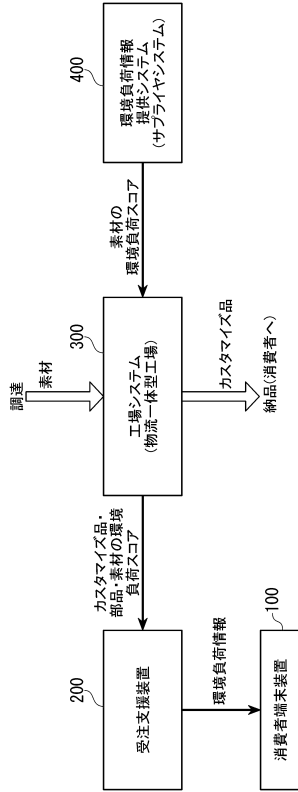 400
環境負荷情報
提供システム
(サプライヤシステム)
素材の
環境負荷スコア
調達
素材
300
工場システム
(物流一体型工場)
カスタマイズ品
納品(消費者へ)
カスタマイズ品・
部品・素材の環境
負荷スコア
200
受注支援装置
環境負荷情報
100
消費者端末装置